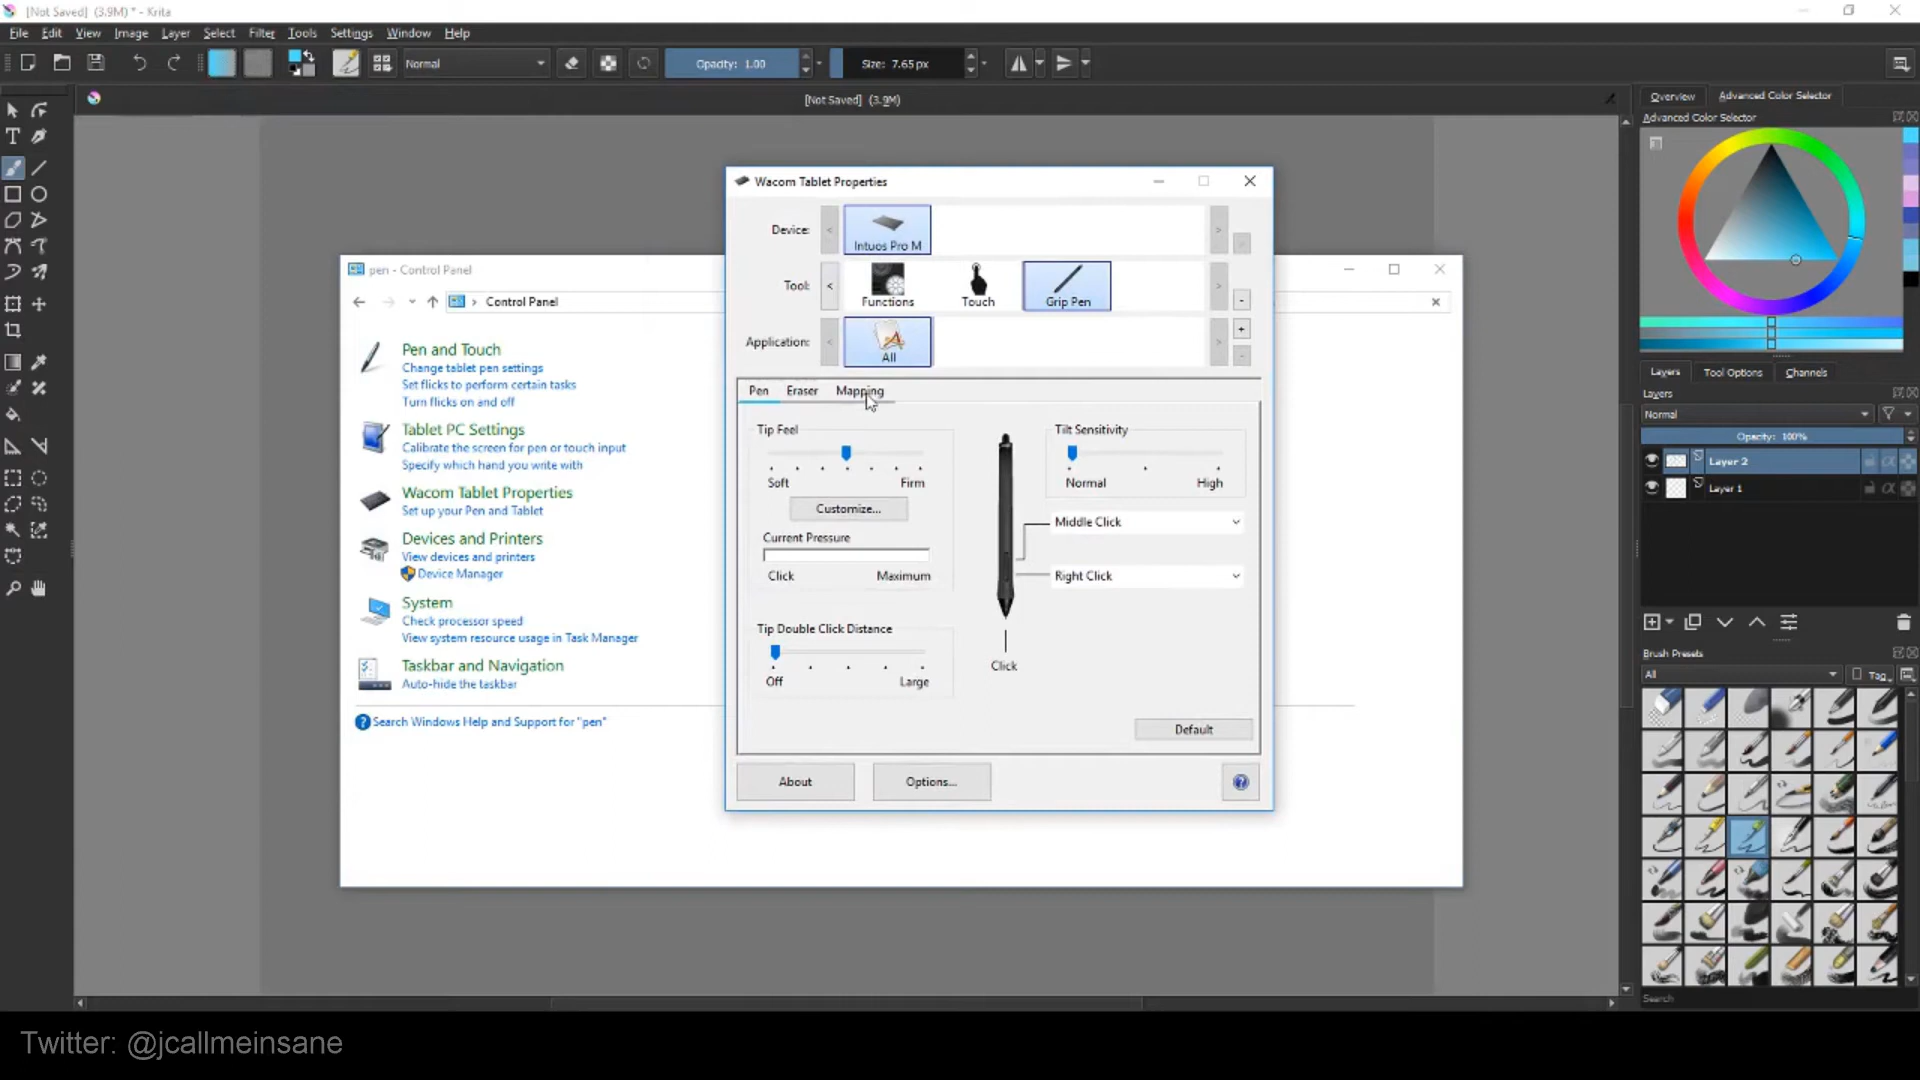 [Not Saved] (3.9M) * - Krita
File Edit View Image Layer Select Filter Tools Settings Window Help
Normal Opacity: 1.00 Size: 7.65 px
[Not Saved] (3.9M)
Overview Advanced Color Selector
Advanced Color Selector
Wacom Tablet Properties
Device: < Intuos Pro M >
Tool: < Functions Touch Grip Pen > -
Application: < All > + -
Pen Eraser Mapping
Tip Feel
Soft Firm
Customize...
Current Pressure
Click Maximum
Tip Double Click Distance
Off Large
Tilt Sensitivity
Normal High
Middle Click
Right Click
Click
Default
About Options... ?
pen - Control Panel
Control Panel
Pen and Touch
Change tablet pen settings
Set flicks to perform certain tasks
Turn flicks on and off
Tablet PC Settings
Calibrate the screen for pen or touch input
Specify which hand you write with
Wacom Tablet Properties
Set up your Pen and Tablet
Devices and Printers
View devices and printers
Device Manager
System
Check processor speed
View system resource usage in Task Manager
Taskbar and Navigation
Auto-hide the taskbar
Search Windows Help and Support for "pen"
Layers Tool Options Channels
Layers
Normal
Opacity: 100%
Layer 2
Layer 1
Brush Presets
All Tag
Search
Twitter: @jcallmeinsane